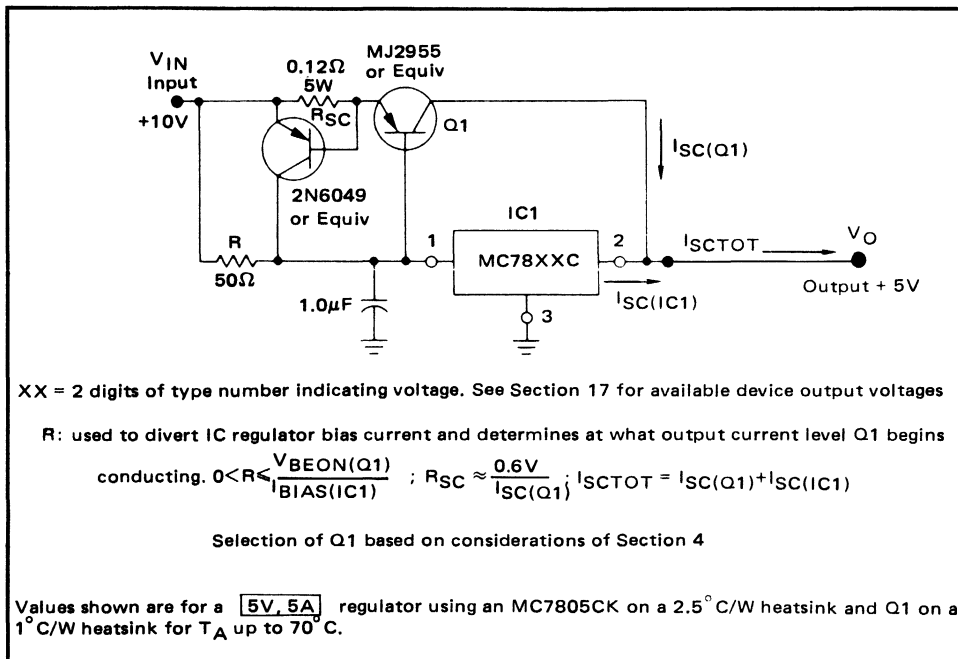 VIN
Input
+10V
0.12Ω
5W
RSC
MJ2955
or Equiv
Q1
ISC(Q1)
2N6049
or Equiv
R
50Ω
1.0μF
IC1
1
MC78XXC
2
3
ISCTOT
ISC(IC1)
VO
Output + 5V
XX = 2 digits of type number indicating voltage. See Section 17 for available device output voltages
R: used to divert IC regulator bias current and determines at what output current level Q1 begins
conducting. 0<R≤ VBEON(Q1) / IBIAS(IC1) ; RSC ≈ 0.6V / ISC(Q1) ; ISCTOT = ISC(Q1)+ISC(IC1)
Selection of Q1 based on considerations of Section 4
Values shown are for a 5V, 5A regulator using an MC7805CK on a 2.5°C/W heatsink and Q1 on a
1°C/W heatsink for TA up to 70°C.